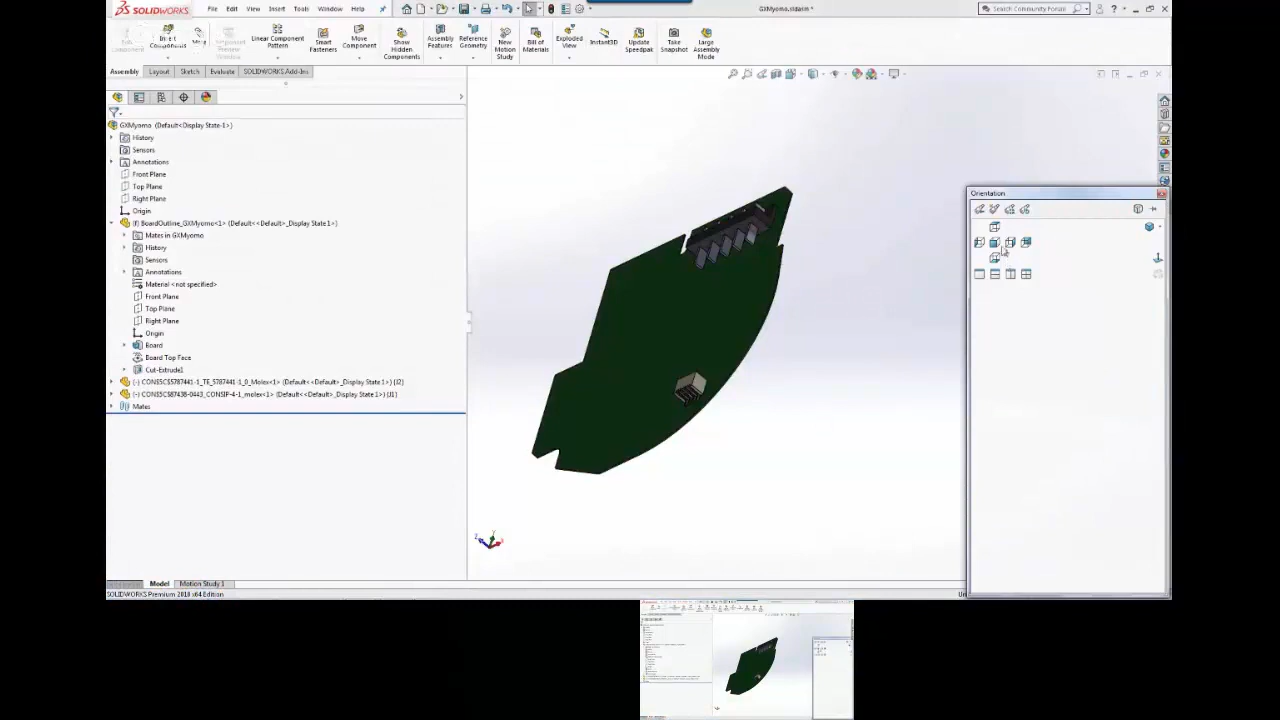 SOLIDWORKS File Edit View Insert Tools Window Help GXMyomo.sldasm * Search Community Forum
Insert Components
Linear Component Pattern
Smart Fasteners
Move Component
Show Hidden Components
Assembly Features
Reference Geometry
New Motion Study
Bill of Materials
Exploded View
Instant3D
Update Speedpak
Take Snapshot
Large Assembly Mode
Assembly Layout Sketch Evaluate SOLIDWORKS Add-Ins
GXMyomo (Default<Display State-1>)
History
Sensors
Annotations
Front Plane
Top Plane
Right Plane
Origin
(f) BoardOutline_GXMyomo<1> (Default<<Default>_Display State 1>)
Mates in GXMyomo
History
Sensors
Annotations
Material <not specified>
Front Plane
Top Plane
Right Plane
Origin
Board
Board Top Face
Cut-Extrude1
Mates
Orientation
Model Motion Study 1
SOLIDWORKS Premium 2018 x64 Edition